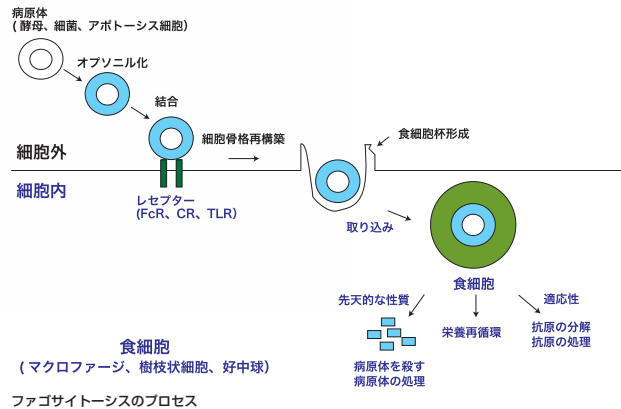 病原体
(酵母、細菌、アポトーシス細胞)
オプソニル化
結合
細胞骨格再構築
食細胞杯形成
細胞外
細胞内
レセプター
(FcR、CR、TLR)
取り込み
食細胞
先天的な性質
適応性
栄養再循環
抗原の分解
抗原の処理
病原体を殺す
病原体の処理
食細胞
(マクロファージ、樹枝状細胞、好中球)
ファゴサイトーシスのプロセス